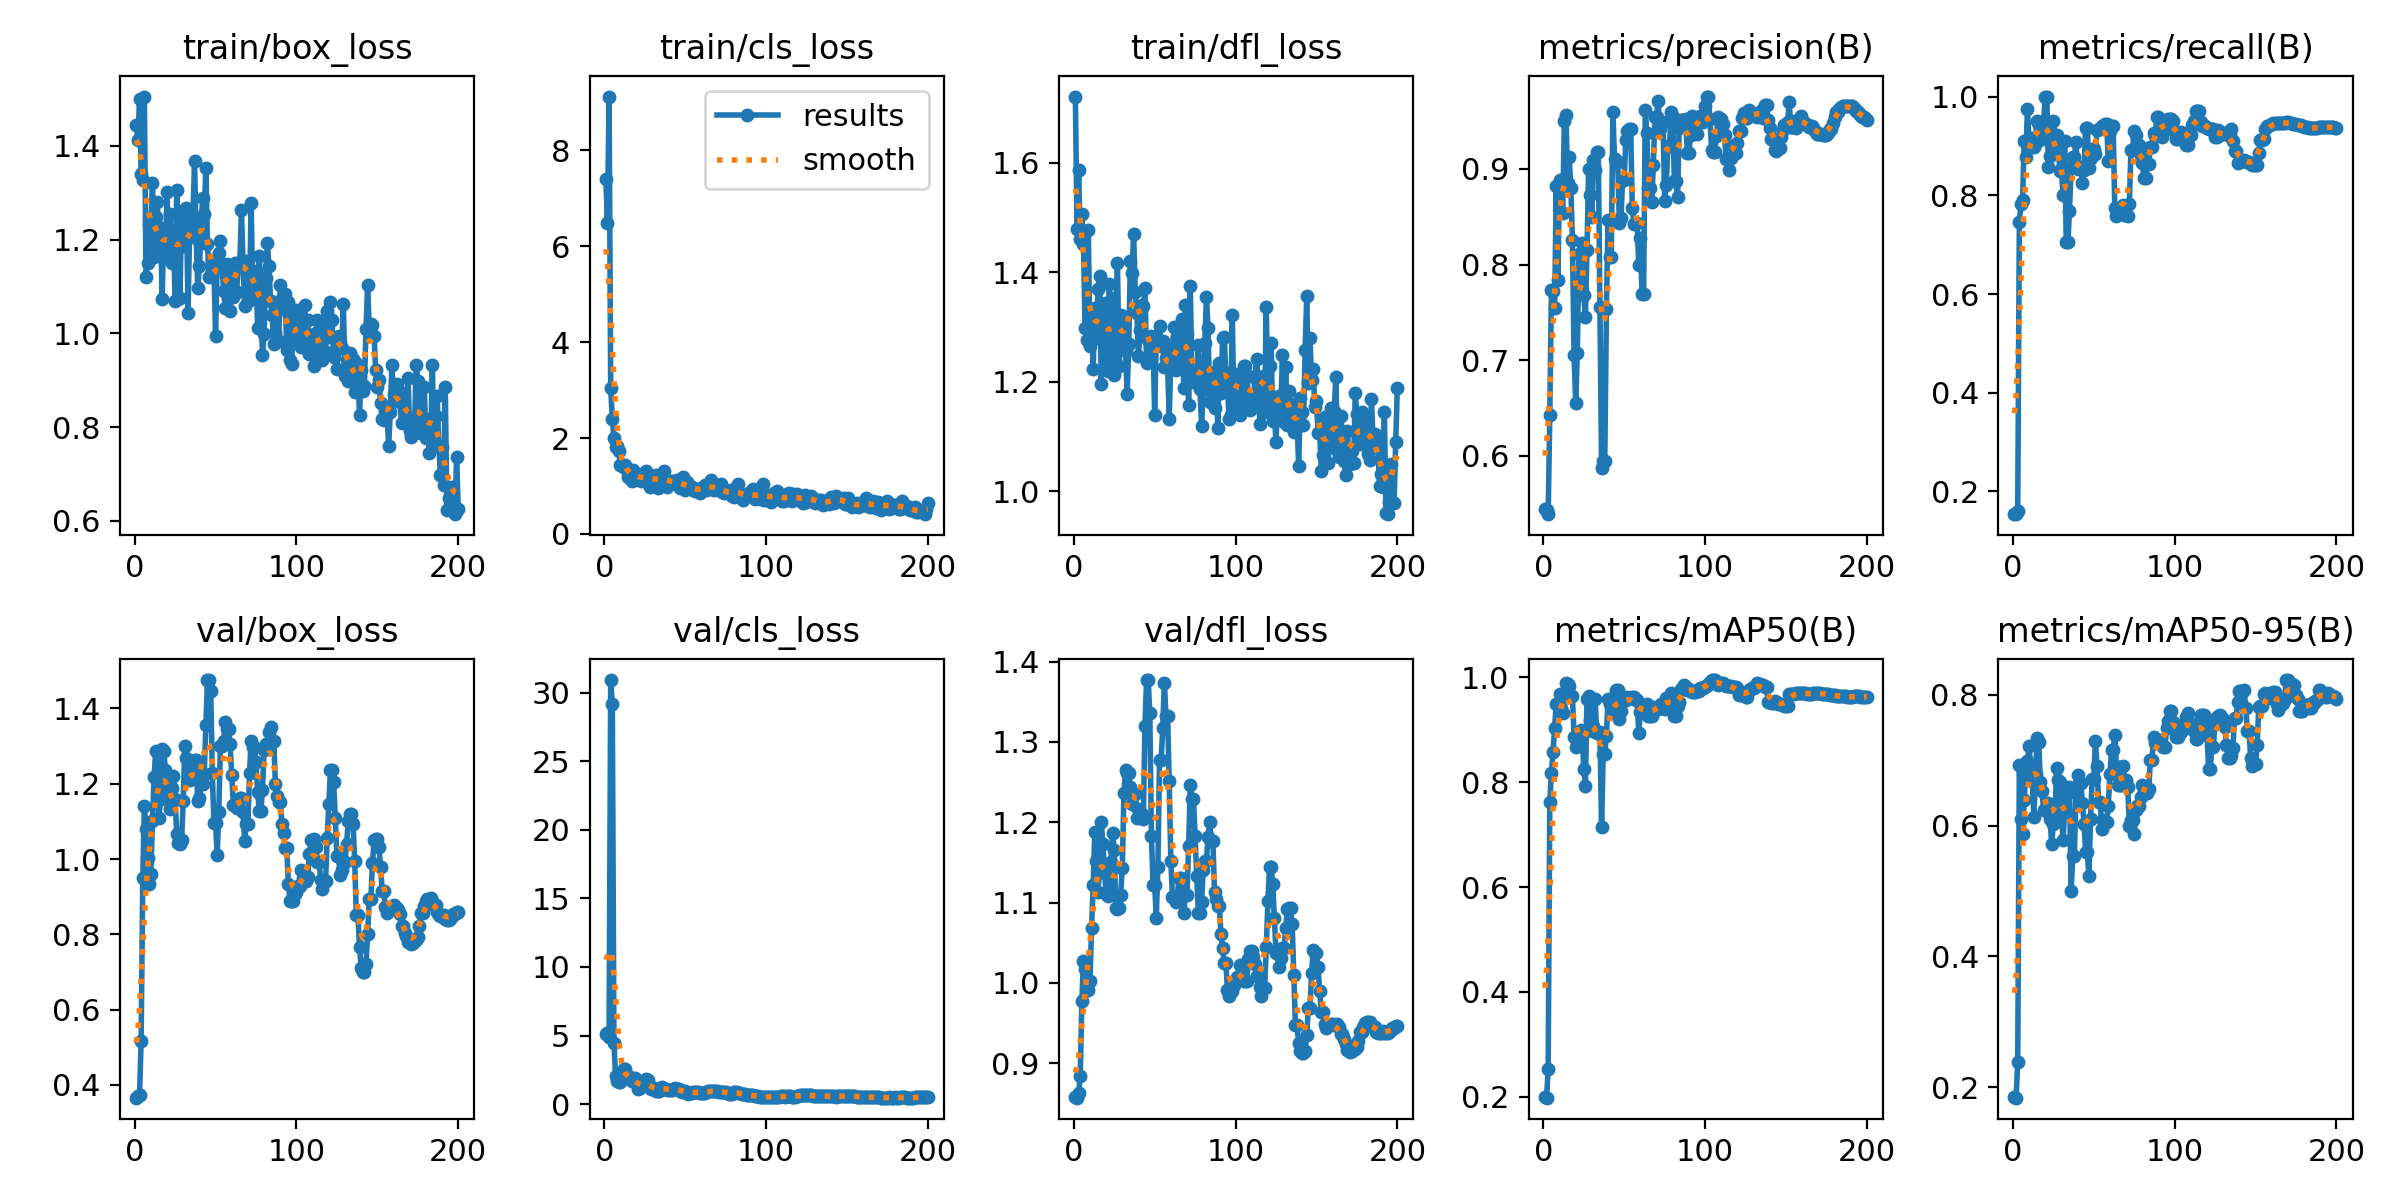 train/box_loss
1.4
1.2
1.0
0.8
0.6
0 100 200
train/cls_loss
results
smooth
8
6
4
2
0
0 100 200
train/dfl_loss
1.6
1.4
1.2
1.0
0 100 200
metrics/precision(B)
0.9
0.8
0.7
0.6
0 100 200
metrics/recall(B)
1.0
0.8
0.6
0.4
0.2
0 100 200
val/box_loss
1.4
1.2
1.0
0.8
0.6
0.4
0 100 200
val/cls_loss
30
25
20
15
10
5
0
0 100 200
val/dfl_loss
1.4
1.3
1.2
1.1
1.0
0.9
0 100 200
metrics/mAP50(B)
1.0
0.8
0.6
0.4
0.2
0 100 200
metrics/mAP50-95(B)
0.8
0.6
0.4
0.2
0 100 200